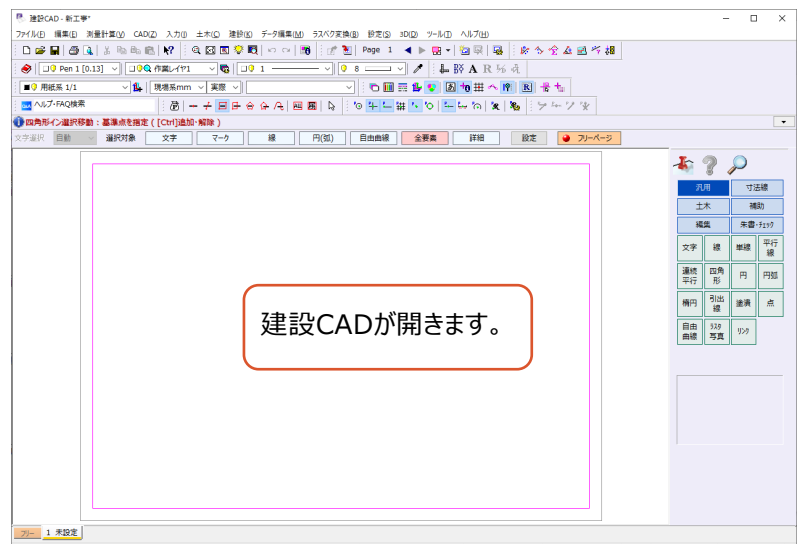 建設CAD - 新工事*
ファイル(F) 編集(E) 測量計算(V) CAD(Z) 入力(I) 土木(C) 建設(K) データ編集(M) ラスベク変換(B) 設定(S) 3D(D) ツール(T) ヘルプ(H)
Page 1
Pen 1 [0.13] 作業レイヤ1 1 8
用紙系 1/1 現場系mm 実際
ヘルプ・FAQ検索
四角形イン選択移動：基準点を指定 ( [Ctrl]追加・解除 )
文字選択 自動 選択対象 文字 マーク 線 円(弧) 自由曲線 全要素 詳細 設定 フリーページ
汎用 寸法線
土木 補助
編集 朱書・ﾁｪｯｸ
文字 線 単線 平行線
連続平行 四角形 円 円弧
楕円 引出線 塗潰 点
自由曲線 ﾗｽﾀ写真 ﾘﾝｸ
建設CADが開きます。
フリー 1 未設定